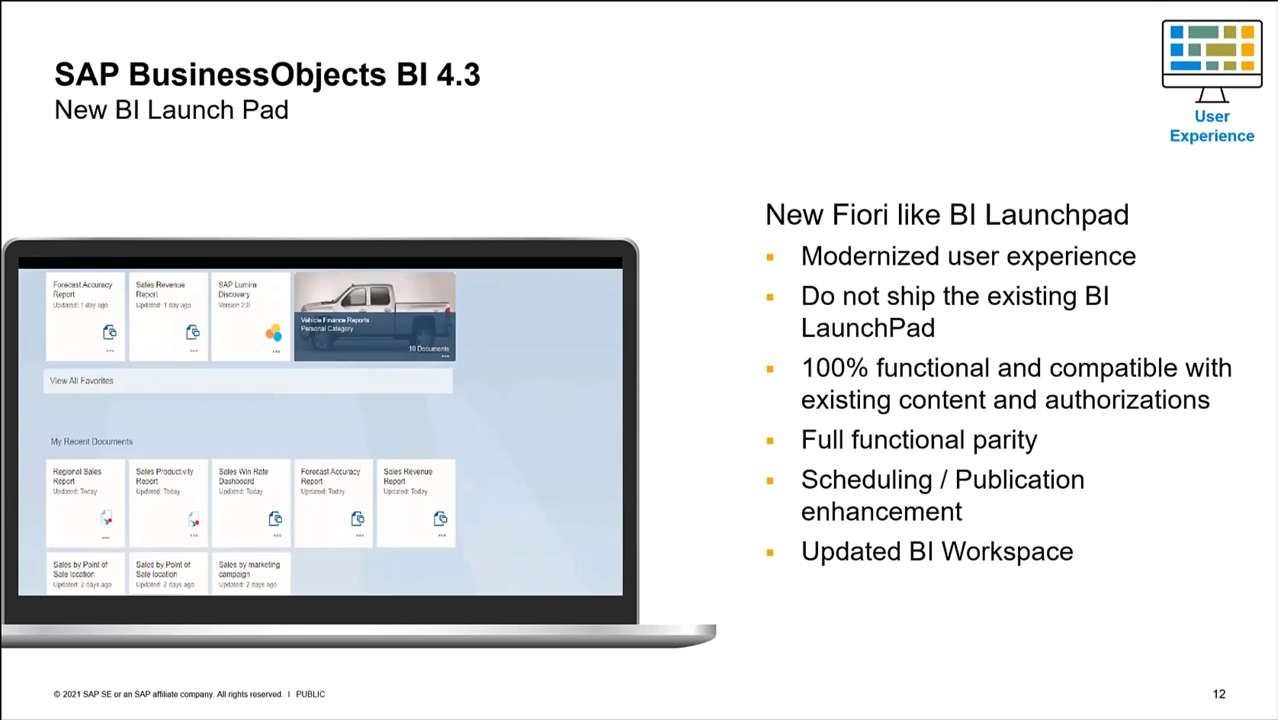 SAP BusinessObjects BI 4.3
New BI Launch Pad
User
Experience
New Fiori like BI Launchpad
Modernized user experience
Do not ship the existing BI
LaunchPad
100% functional and compatible with
existing content and authorizations
Full functional parity
Scheduling / Publication
enhancement
Updated BI Workspace
Forecast Accuracy
Report
Updated: 1 day ago
Sales Revenue
Report
Updated: 1 day ago
SAP Lumira
Discovery
Version 2.0
Vehicle Finance Reports
Personal Category
10 Documents
View All Favorites
My Recent Documents
Regional Sales
Report
Updated: Today
Sales Productivity
Report
Updated: Today
Sales Win Rate
Dashboard
Updated: Today
Forecast Accuracy
Report
Updated: Today
Sales Revenue
Report
Updated: Today
Sales by Point of
Sale location
Updated: 2 days ago
Sales by Point of
Sale location
Updated: 2 days ago
Sales by marketing
campaign
Updated: 2 days ago
© 2021 SAP SE or an SAP affiliate company. All rights reserved. I PUBLIC
12